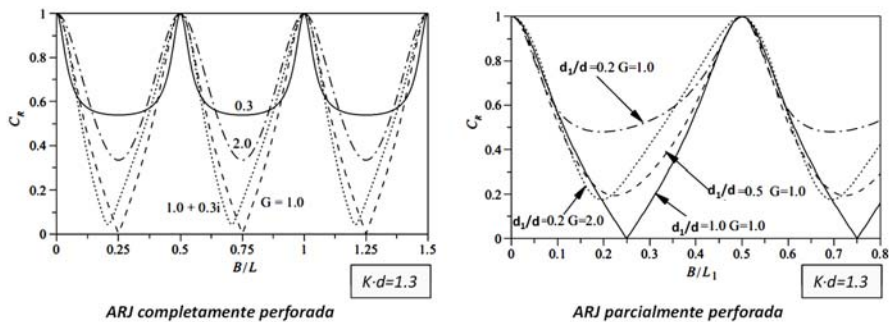 1
0.8
0.6
0.4
0.2
0
C_R
0.3
2.0
1.0 + 0.3i
G = 1.0
0 0.25 0.5 0.75 1.0 1.25 1.5
B/L
K·d=1.3
ARJ completamente perforada
1
0.8
0.6
0.4
0.2
0
C_R
d₁/d=0.2 G=1.0
d₁/d=0.5 G=1.0
d₁/d=0.2 G=2.0
d₁/d=1.0 G=1.0
0 0.1 0.2 0.3 0.4 0.5 0.6 0.7 0.8
B/L₁
K·d=1.3
ARJ parcialmente perforada